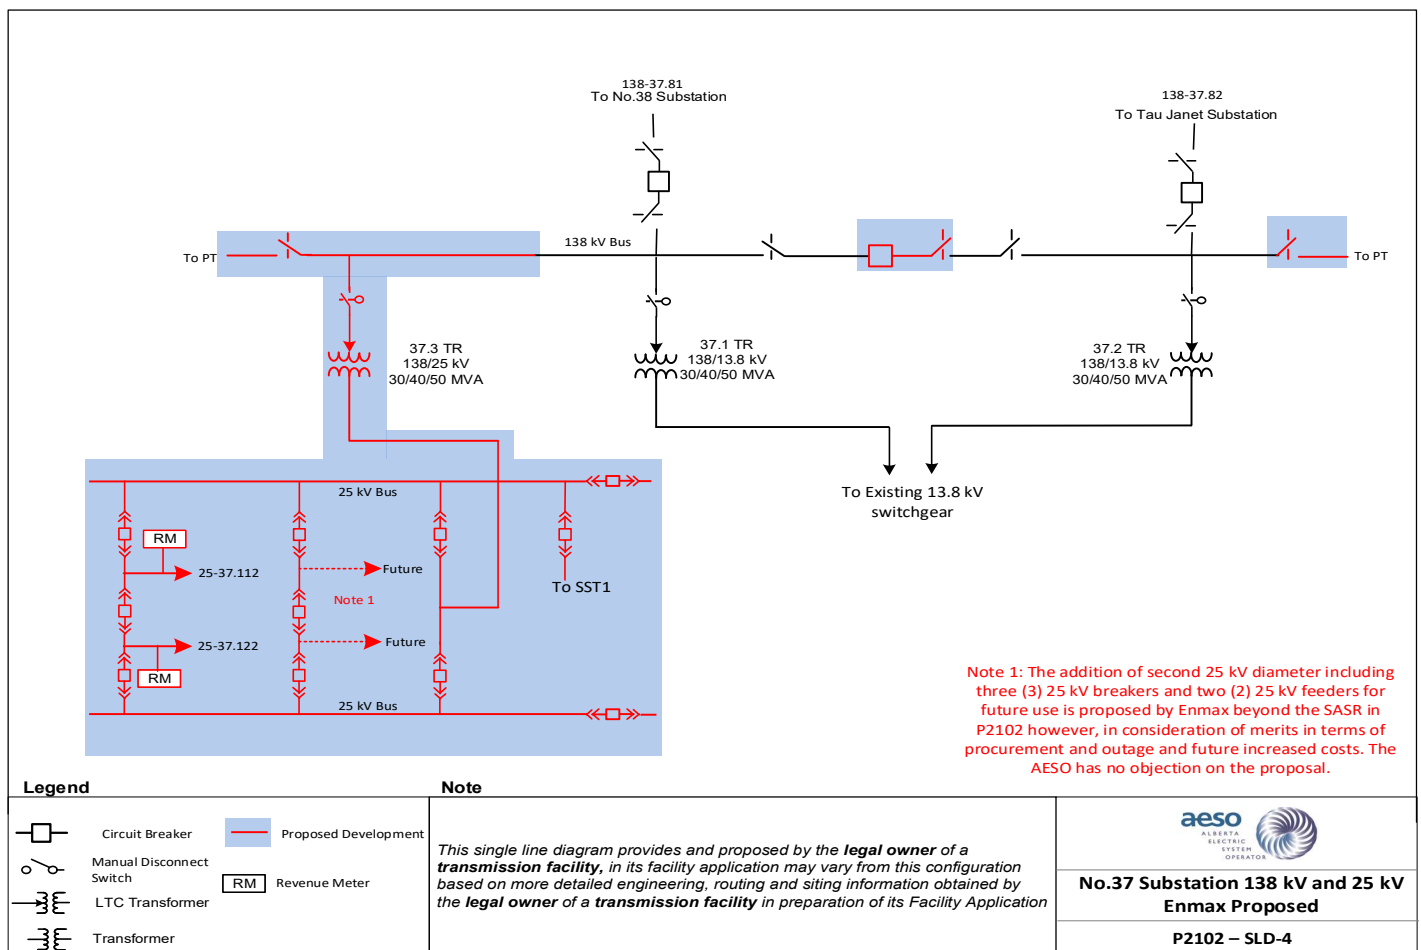 138-37.81
To No.38 Substation
138-37.82
To Tau Janet Substation
138 kV Bus
To PT
To PT
37.3 TR
138/25 kV
30/40/50 MVA
37.1 TR
138/13.8 kV
30/40/50 MVA
37.2 TR
138/13.8 kV
30/40/50 MVA
25 kV Bus
To Existing 13.8 kV
switchgear
RM
25-37.112
Future
To SST1
Note 1
25-37.122
Future
RM
25 kV Bus
Note 1: The addition of second 25 kV diameter including
three (3) 25 kV breakers and two (2) 25 kV feeders for
future use is proposed by Enmax beyond the SASR in
P2102 however, in consideration of merits in terms of
procurement and outage and future increased costs. The
AESO has no objection on the proposal.
Legend
Circuit Breaker
Proposed Development
Manual Disconnect
Switch
RM
Revenue Meter
LTC Transformer
Transformer
Note
This single line diagram provides and proposed by the legal owner of a
transmission facility, in its facility application may vary from this configuration
based on more detailed engineering, routing and siting information obtained by
the legal owner of a transmission facility in preparation of its Facility Application
aeso
ALBERTA
ELECTRIC
SYSTEM
OPERATOR
No.37 Substation 138 kV and 25 kV
Enmax Proposed
P2102 – SLD-4